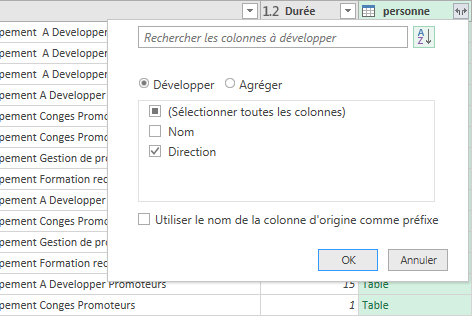 1.2 Durée personne
pement A Developper
Rechercher les colonnes à développer
A
Z
pement A Developper
pement A Developper
Développer Agréger
pement A Developper
pement Conges Promo
(Sélectionner toutes les colonnes)
pement Conges Promo
Nom
pement Gestion de pro
Direction
pement Formation rec
pement A Developper
pement Conges Promo
Utiliser le nom de la colonne d'origine comme préfixe
pement Gestion de pro
pement Formation rec
OK Annuler
pement A Developper Promoteurs 15 Table
pement Conges Promoteurs 1 Table